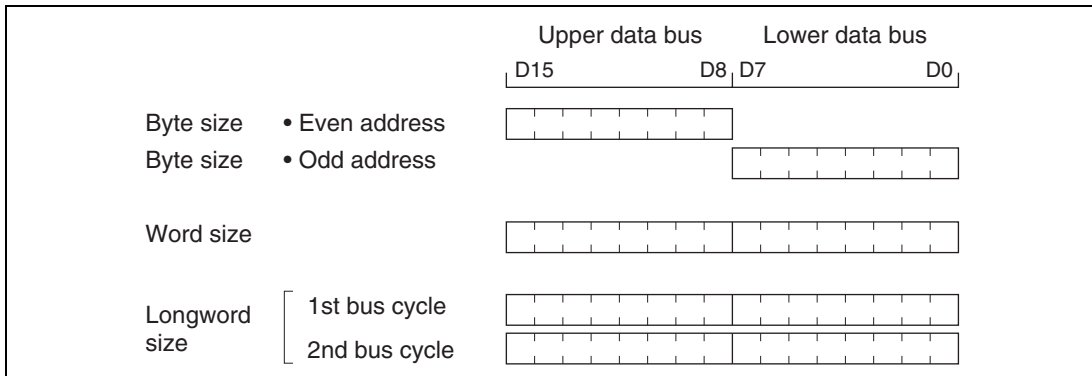 Upper data bus Lower data bus
D15 D8 D7 D0
Byte size • Even address
Byte size • Odd address
Word size
Longword size
1st bus cycle
2nd bus cycle